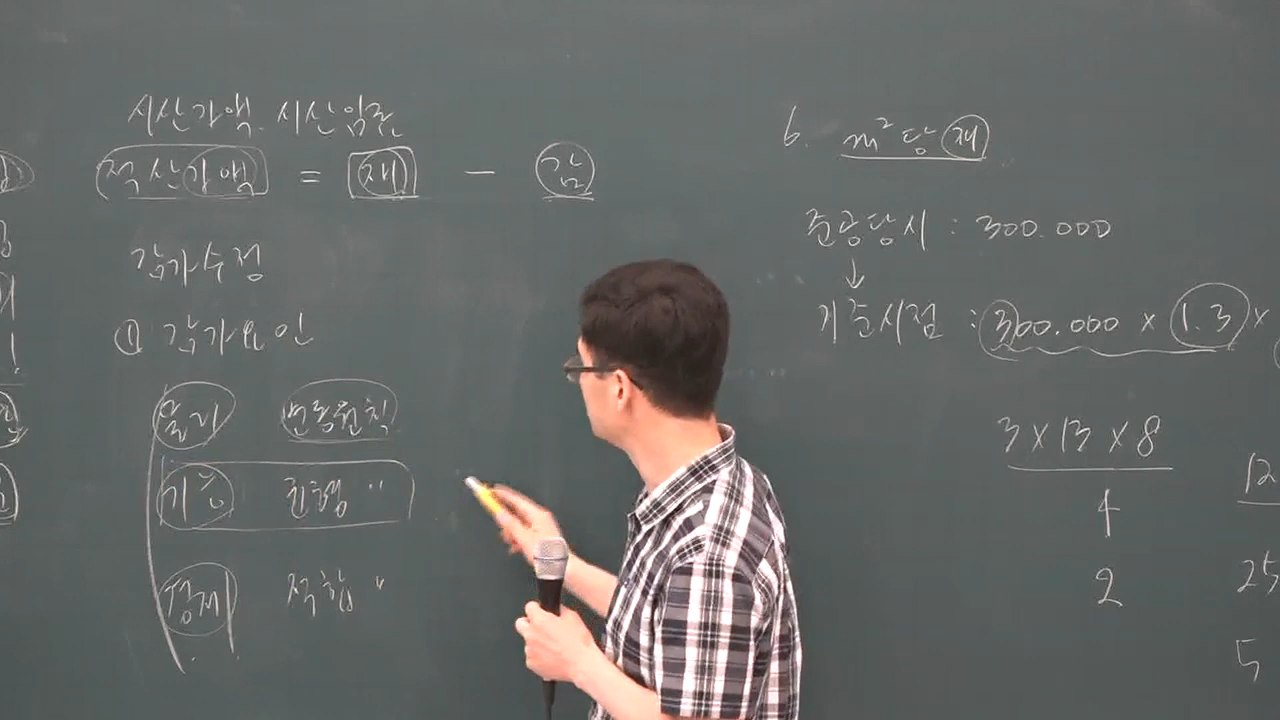 시산가액. 시산임료
적산가액 = 재 - 감
감가수정
① 감가요인
물리 변동원칙
기능 균형 "
경제 적합 "
6. m² 당 재
준공당시 : 300.000
↓
기준시점 : 300.000 × 1.3 ×
3 × 13 × 8
4
2
12
25
5